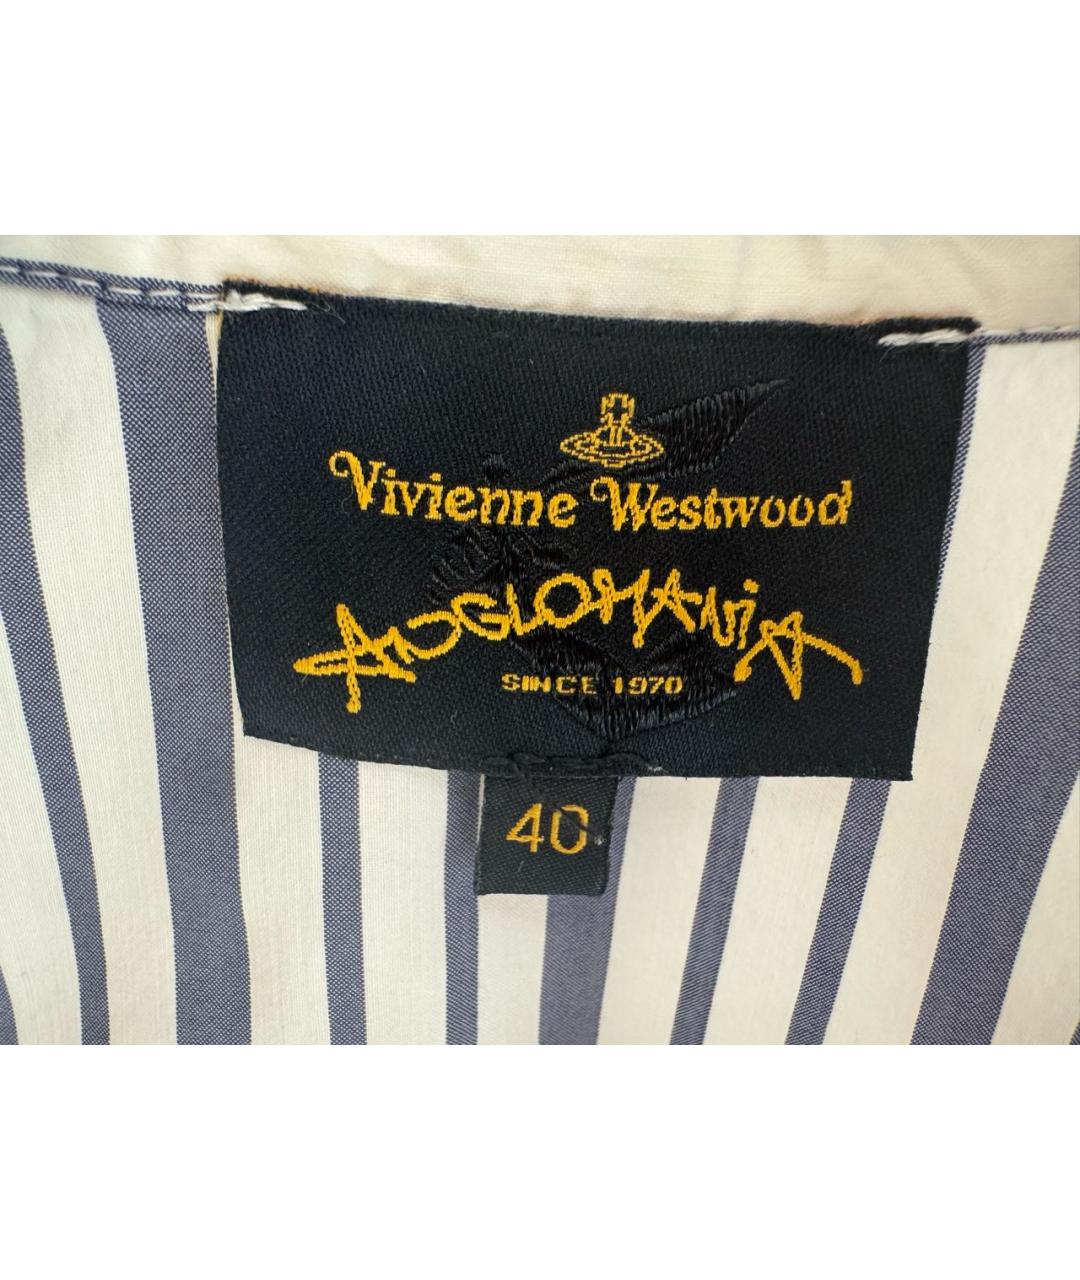 Vivienne Westwood
ANGLOMANIA
SINCE 1970
40